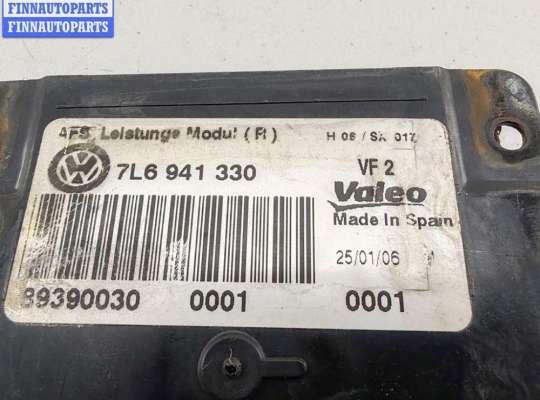 FINNAUTOPARTS
FINNAUTOPARTS
AFS Leistungs Modul ( R ) H 06 / SX 017
7L6 941 330 VF 2
Valeo
Made In Spain
25/01/06
89390030 0001 0001